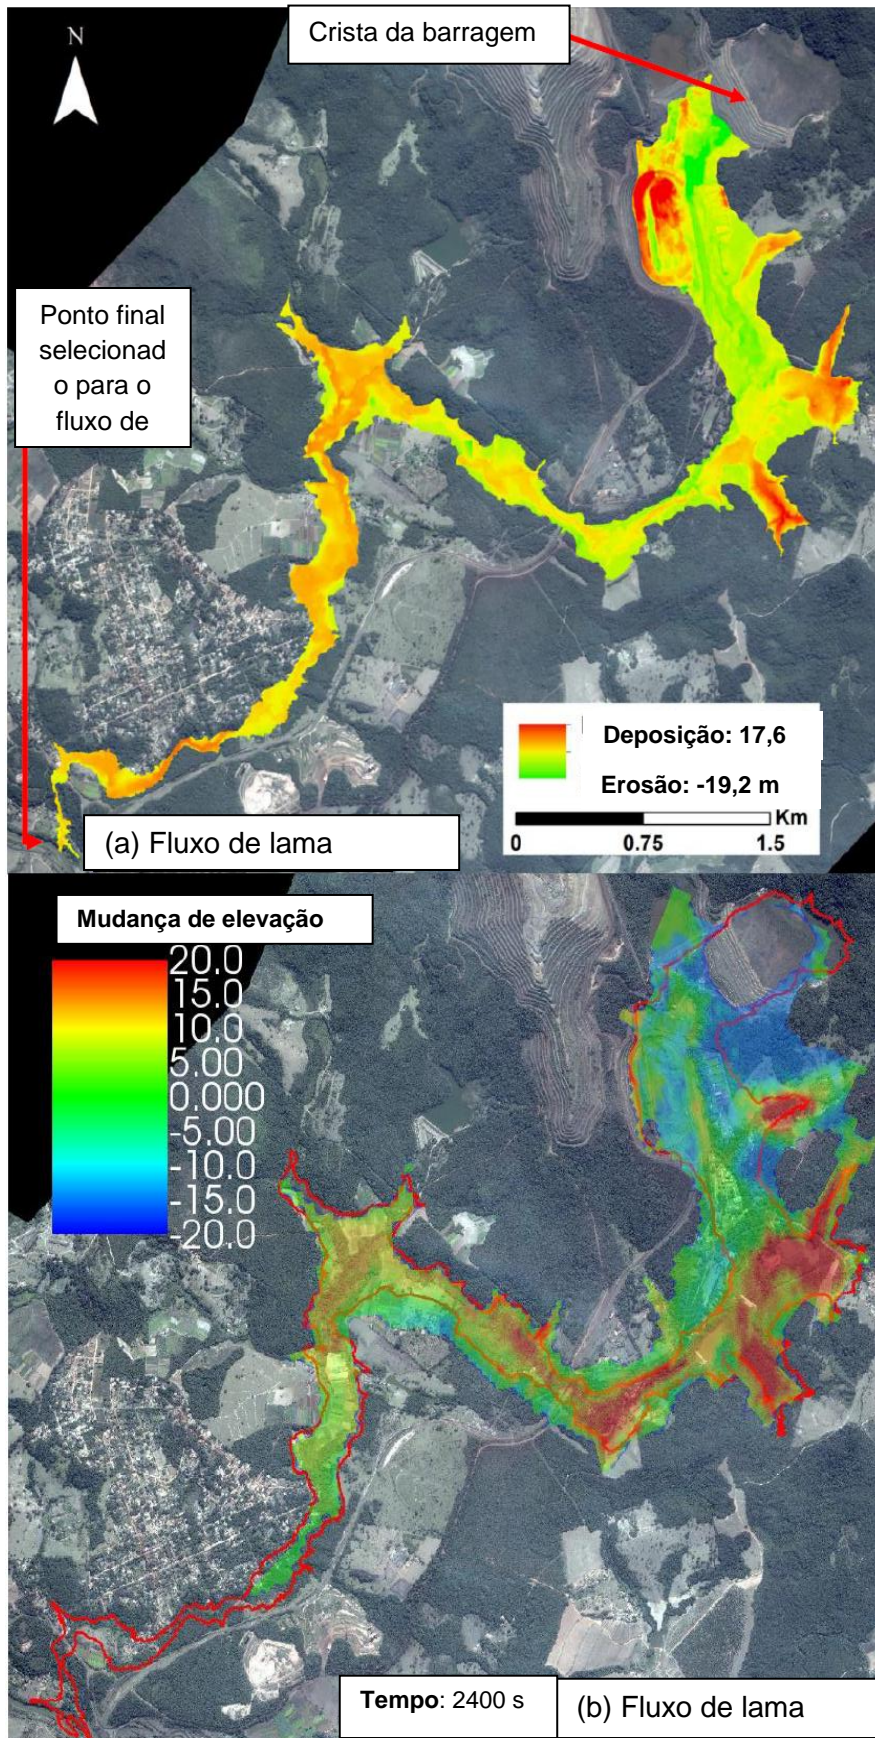 Crista da barragem
N
Ponto final
selecionad
o para o
fluxo de
Deposição: 17,6
Erosão: -19,2 m
Km
0 0.75 1.5
(a) Fluxo de lama
Mudança de elevação
20.0
15.0
10.0
5.00
0.000
-5.00
-10.0
-15.0
-20.0
Tempo: 2400 s
(b) Fluxo de lama